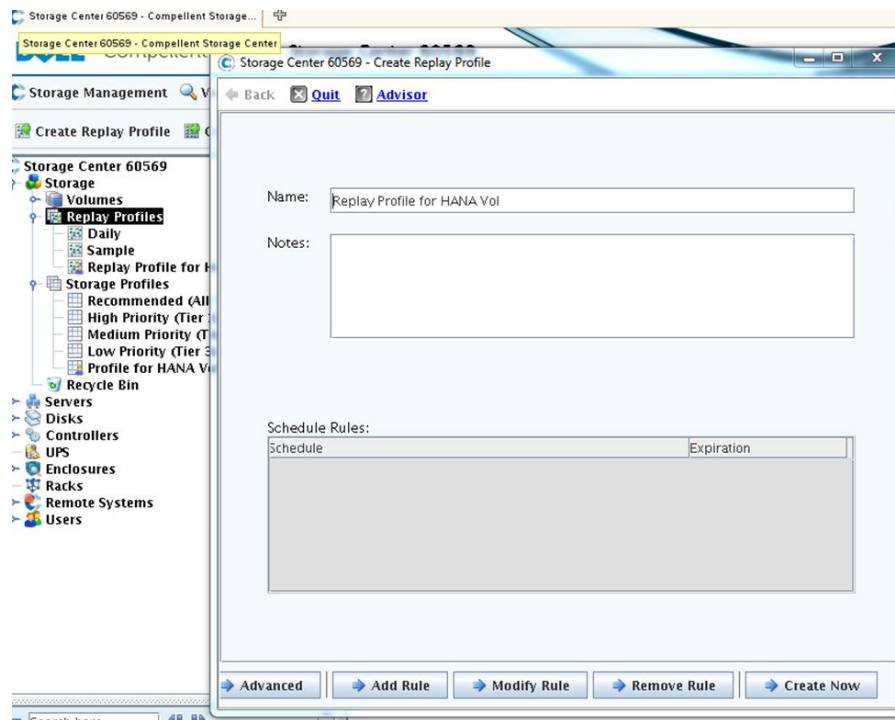 Storage Center 60569 - Compellent Storage...
Storage Center 60569 - Compellent Storage Center
Storage Center 60569 - Create Replay Profile
Storage Management
Back Quit Advisor
Create Replay Profile
Storage Center 60569
Storage
Volumes
Replay Profiles
Daily
Sample
Replay Profile for H
Storage Profiles
Recommended (All
High Priority (Tier
Medium Priority (T
Low Priority (Tier 3
Profile for HANA Vo
Recycle Bin
Servers
Disks
Controllers
UPS
Enclosures
Racks
Remote Systems
Users
Name: Replay Profile for HANA Vol
Notes:
Schedule Rules:
Schedule Expiration
Advanced Add Rule Modify Rule Remove Rule Create Now
Search here